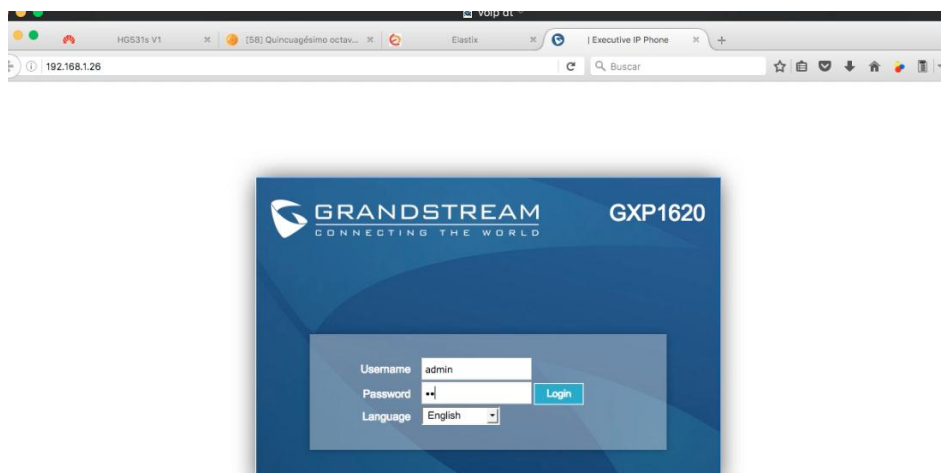 Voip dt
HG531s V1
[58] Quincuagésimo octav...
Elastix
| Executive IP Phone
192.168.1.26
Buscar
GRANDSTREAM
CONNECTING THE WORLD
GXP1620
Username admin
Password ••
Login
Language English